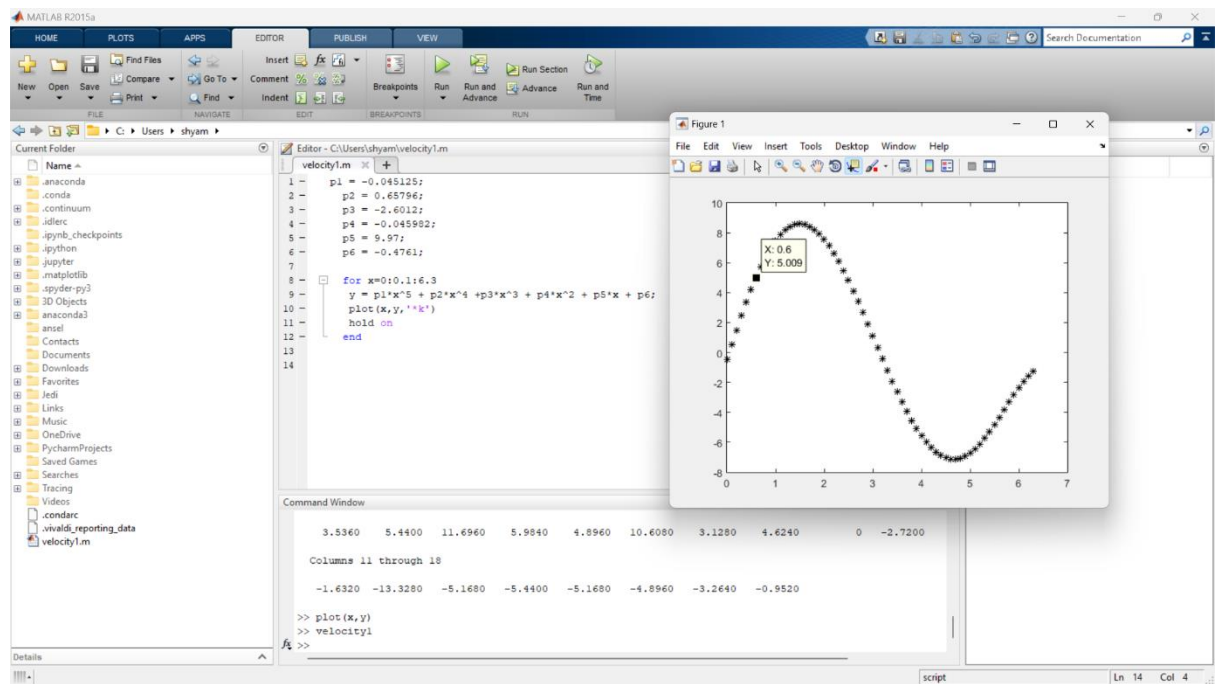 MATLAB R2015a
HOME PLOTS APPS EDITOR PUBLISH VIEW
Search Documentation
New Open Save
Find Files
Compare
Print
Go To
Find
Insert fx
Comment
Indent
Breakpoints
Run
Run and Advance
Run Section
Advance
Run and Time
FILE NAVIGATE EDIT BREAKPOINTS RUN
C: Users shyam
Current Folder
Name
.anaconda
.conda
.continuum
.idlerc
.ipynb_checkpoints
.ipython
.jupyter
.matplotlib
.spyder-py3
3D Objects
anaconda3
ansel
Contacts
Documents
Downloads
Favorites
Jedi
Links
Music
OneDrive
PycharmProjects
Saved Games
Searches
Tracing
Videos
.condarc
.vivaldi_reporting_data
velocity1.m
Details
Editor - C:\Users\shyam\velocity1.m
velocity1.m
1 - p1 = -0.045125;
2 - p2 = 0.65796;
3 - p3 = -2.6012;
4 - p4 = -0.045982;
5 - p5 = 9.97;
6 - p6 = -0.4761;
7
8 - for x=0:0.1:6.3
9 - y = p1*x^5 + p2*x^4 +p3*x^3 + p4*x^2 + p5*x + p6;
10 - plot(x,y,'*k')
11 - hold on
12 - end
13
14
Command Window
3.5360 5.4400 11.6960 5.9840 4.8960 10.6080 3.1280 4.6240 0 -2.7200
Columns 11 through 18
-1.6320 -13.3280 -5.1680 -5.4400 -5.1680 -4.8960 -3.2640 -0.9520
>> plot(x,y)
>> velocity1
fx >>
Figure 1
File Edit View Insert Tools Desktop Window Help
10
8
6
4
2
0
-2
-4
-6
-8
X: 0.6
Y: 5.009
0 1 2 3 4 5 6 7
script Ln 14 Col 4